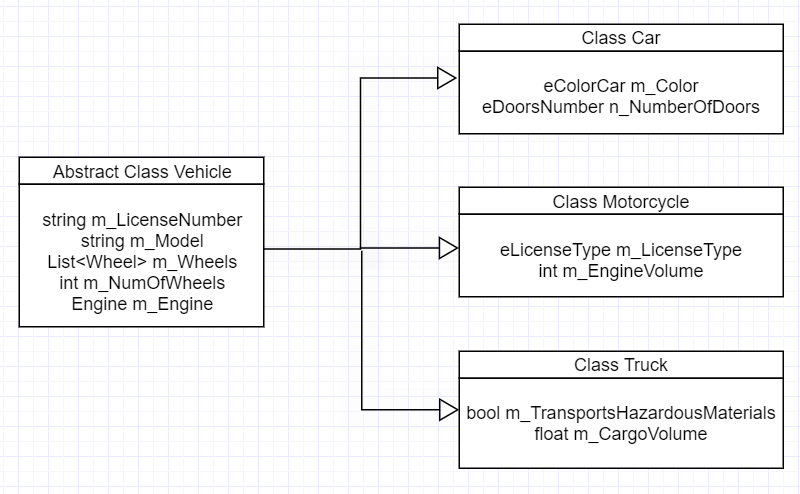 Abstract Class Vehicle
string m_LicenseNumber
string m_Model
List<Wheel> m_Wheels
int m_NumOfWheels
Engine m_Engine
Class Car
eColorCar m_Color
eDoorsNumber n_NumberOfDoors
Class Motorcycle
eLicenseType m_LicenseType
int m_EngineVolume
Class Truck
bool m_TransportsHazardousMaterials
float m_CargoVolume